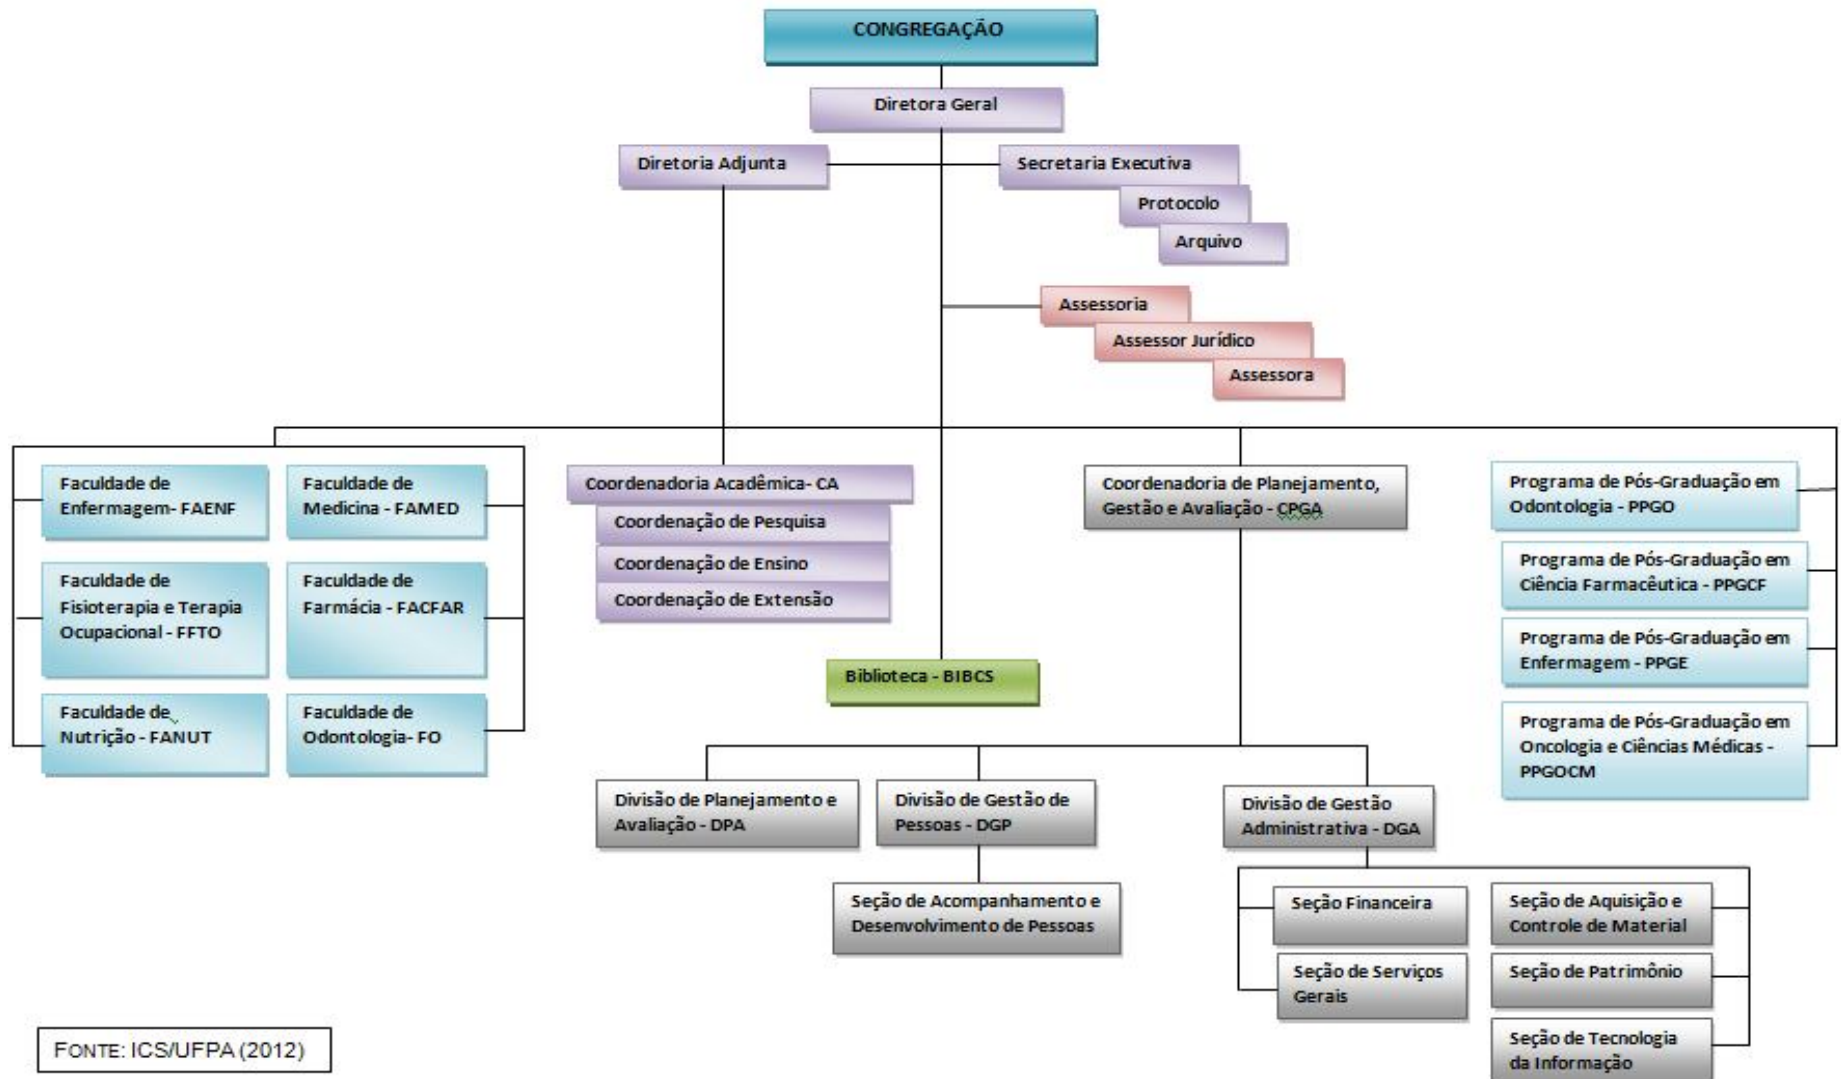 CONGREGAÇÃO
Diretora Geral
Diretoria Adjunta
Secretaria Executiva
Protocolo
Arquivo
Assessoria
Assessor Jurídico
Assessora
Faculdade de
Enfermagem- FAENF
Faculdade de
Medicina - FAMED
Faculdade de
Fisioterapia e Terapia
Ocupacional - FFTO
Faculdade de
Farmácia - FACFAR
Faculdade de
Nutrição - FANUT
Faculdade de
Odontologia- FO
Coordenadoria Acadêmica- CA
Coordenação de Pesquisa
Coordenação de Ensino
Coordenação de Extensão
Biblioteca - BIBCS
Coordenadoria de Planejamento,
Gestão e Avaliação - CPGA
Programa de Pós-Graduação em
Odontologia - PPGO
Programa de Pós-Graduação em
Ciência Farmacêutica - PPGCF
Programa de Pós-Graduação em
Enfermagem - PPGE
Programa de Pós-Graduação em
Oncologia e Ciências Médicas -
PPGOCM
Divisão de Planejamento e
Avaliação - DPA
Divisão de Gestão de
Pessoas - DGP
Divisão de Gestão
Administrativa - DGA
Seção de Acompanhamento e
Desenvolvimento de Pessoas
Seção Financeira
Seção de Serviços
Gerais
Seção de Aquisição e
Controle de Material
Seção de Patrimônio
Seção de Tecnologia
da Informação
FONTE: ICS/UFPA (2012)